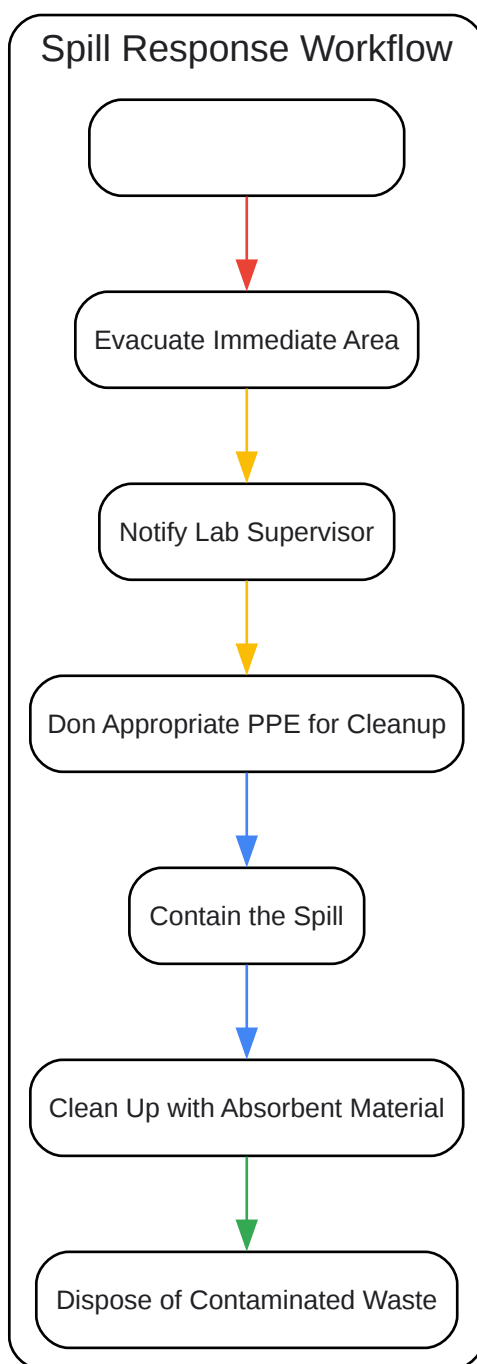 Spill Response Workflow
Evacuate Immediate Area
Notify Lab Supervisor
Don Appropriate PPE for Cleanup
Contain the Spill
Clean Up with Absorbent Material
Dispose of Contaminated Waste